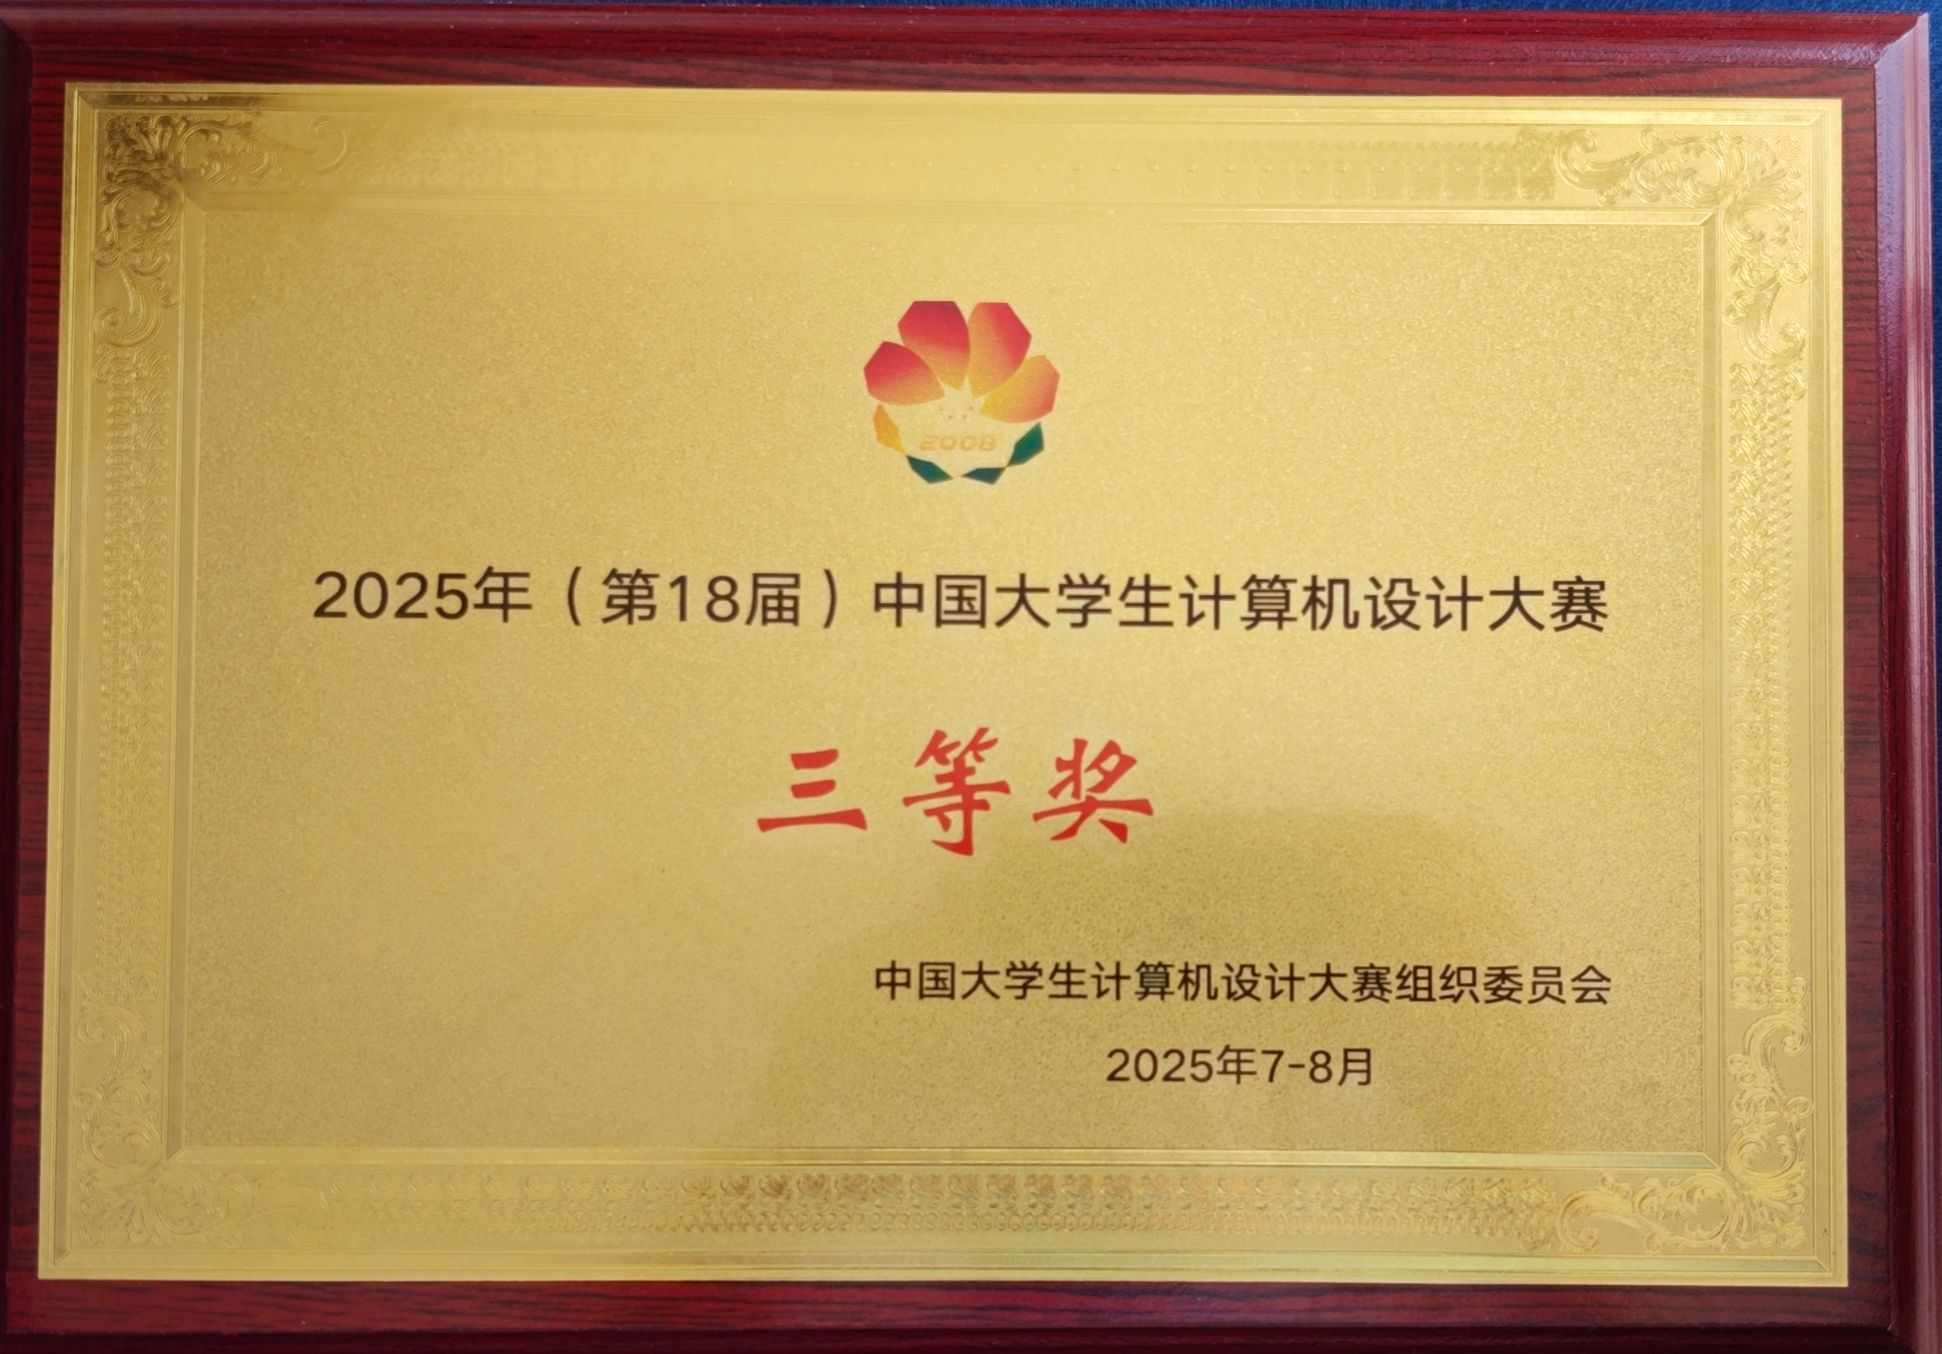 2008
2025年（第18届）中国大学生计算机设计大赛
三等奖
中国大学生计算机设计大赛组织委员会
2025年7-8月